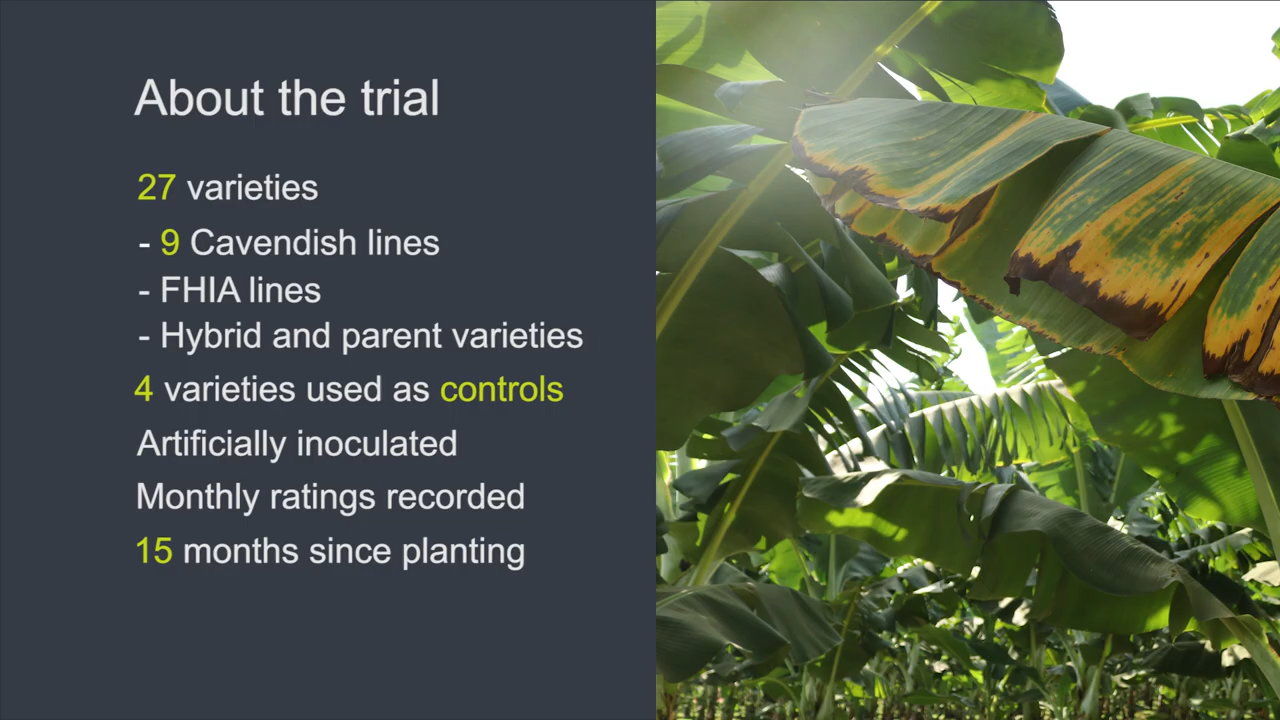 About the trial
27 varieties
- 9 Cavendish lines
- FHIA lines
- Hybrid and parent varieties
4 varieties used as controls
Artificially inoculated
Monthly ratings recorded
15 months since planting